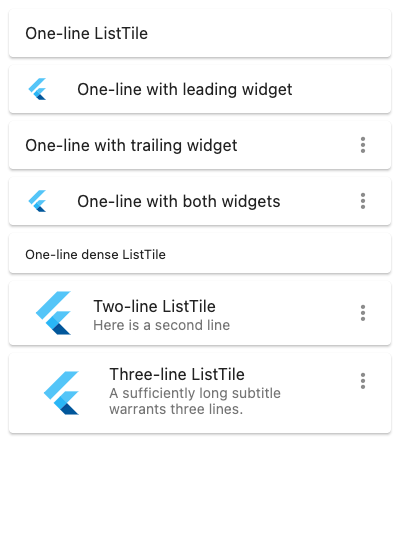 One-line ListTile
One-line with leading widget
One-line with trailing widget
One-line with both widgets
One-line dense ListTile
Two-line ListTile
Here is a second line
Three-line ListTile
A sufficiently long subtitle
warrants three lines.